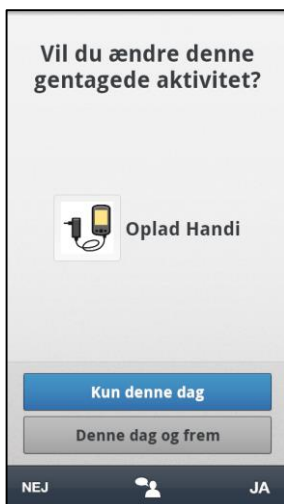 Vil du ændre denne
gentagede aktivitet?
Oplad Handi
Kun denne dag
Denne dag og frem
NEJ
JA